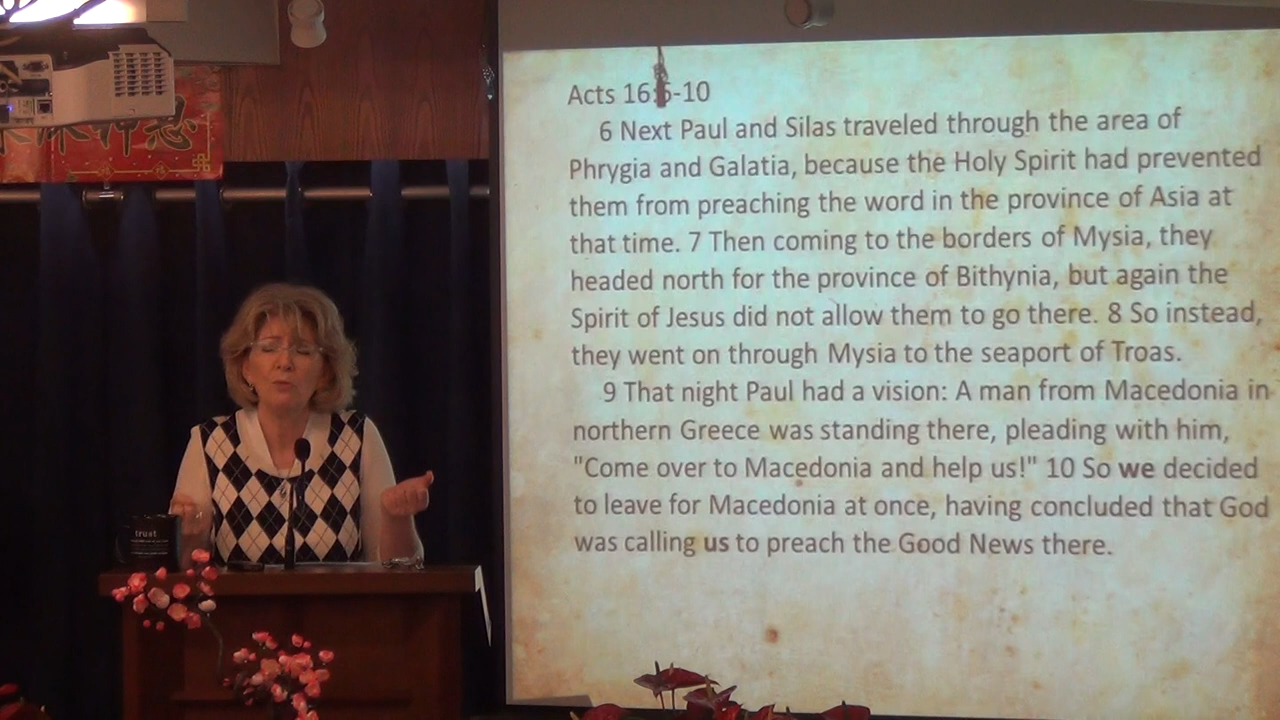 Acts 16:6-10
6 Next Paul and Silas traveled through the area of
Phrygia and Galatia, because the Holy Spirit had prevented
them from preaching the word in the province of Asia at
that time. 7 Then coming to the borders of Mysia, they
headed north for the province of Bithynia, but again the
Spirit of Jesus did not allow them to go there. 8 So instead,
they went on through Mysia to the seaport of Troas.
9 That night Paul had a vision: A man from Macedonia in
northern Greece was standing there, pleading with him,
"Come over to Macedonia and help us!" 10 So we decided
to leave for Macedonia at once, having concluded that God
was calling us to preach the Good News there.
trust